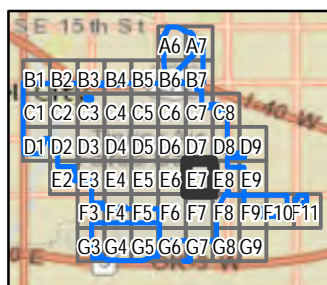 SE 15th St
A6 A7
B1 B2 B3 B4 B5 B6 B7
C1 C2 C3 C4 C5 C6 C7 C8
I-40 W
D1 D2 D3 D4 D5 D6 D7 D8 D9
E2 E3 E4 E5 E6 E7 E8 E9
F3 F4 F5 F6 F7 F8 F9 F10 F11
G3 G4 G5 G6 G7 G8 G9